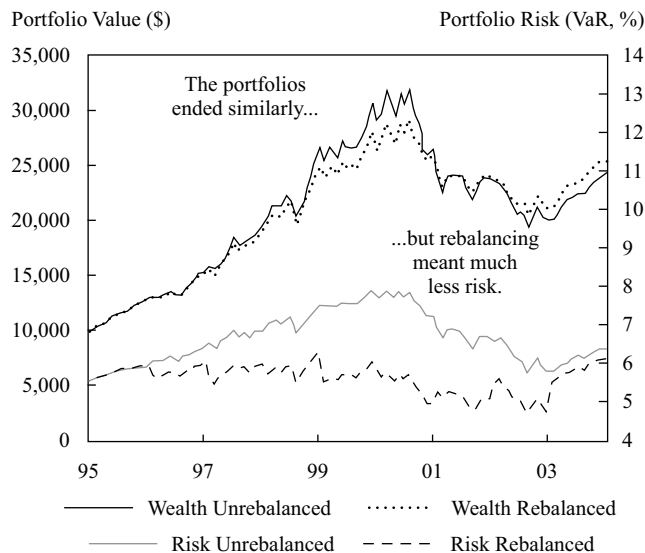 Portfolio Value ($)
Portfolio Risk (VaR, %)
35,000
30,000
25,000
20,000
15,000
10,000
5,000
0
14
13
12
11
10
9
8
7
6
5
4
The portfolios
ended similarly...
...but rebalancing
meant much
less risk.
95 97 99 01 03
Wealth Unrebalanced
Wealth Rebalanced
Risk Unrebalanced
Risk Rebalanced